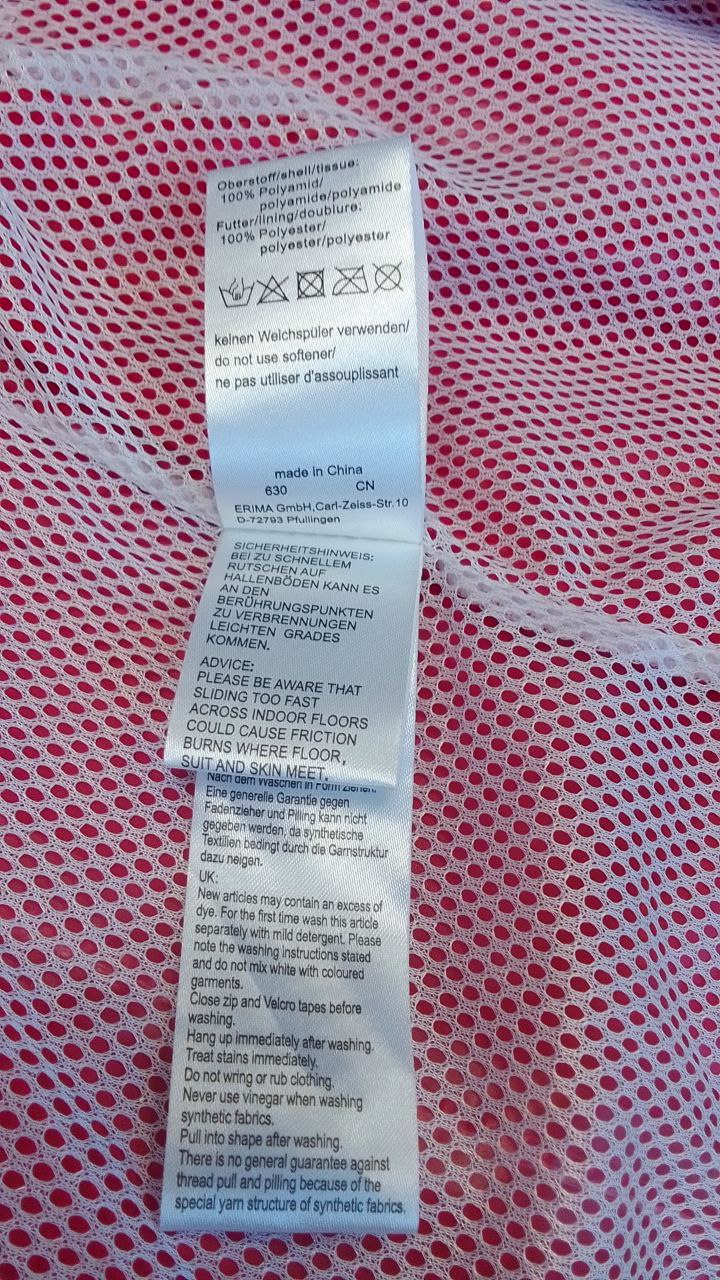 Oberstoff/shell/tissue:
100% Polyamid/
polyamide/polyamide
Futter/lining/doublure:
100% Polyester/
polyester/polyester
keinen Weichspüler verwenden/
do not use softener/
ne pas utiliser d'assouplissant
made in China
630 CN
ERIMA GmbH,Carl-Zeiss-Str.10
D-72793 Pfullingen
SICHERHEITSHINWEIS:
BEI ZU SCHNELLEM
RUTSCHEN AUF
HALLENBÖDEN KANN ES
AN DEN
BERÜHRUNGSPUNKTEN
ZU VERBRENNUNGEN
LEICHTEN GRADES
KOMMEN.
ADVICE:
PLEASE BE AWARE THAT
SLIDING TOO FAST
ACROSS INDOOR FLOORS
COULD CAUSE FRICTION
BURNS WHERE FLOOR,
SUIT AND SKIN MEET.
Nach dem Waschen in Form ziehen.
Eine generelle Garantie gegen
Fadenzieher und Pilling kann nicht
gegeben werden, da synthetische
Textilien bedingt durch die Garnstruktur
dazu neigen.
UK:
New articles may contain an excess of
dye. For the first time wash this article
separately with mild detergent. Please
note the washing instructions stated
and do not mix white with coloured
garments.
Close zip and Velcro tapes before
washing.
Hang up immediately after washing.
Treat stains immediately.
Do not wring or rub clothing.
Never use vinegar when washing
synthetic fabrics.
Pull into shape after washing.
There is no general guarantee against
thread pull and pilling because of the
special yarn structure of synthetic fabrics.